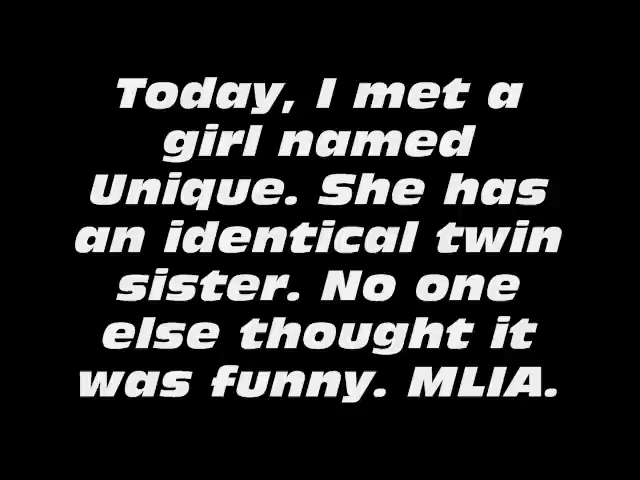 Today, I met a
girl named
Unique. She has
an identical twin
sister. No one
else thought it
was funny. MLIA.